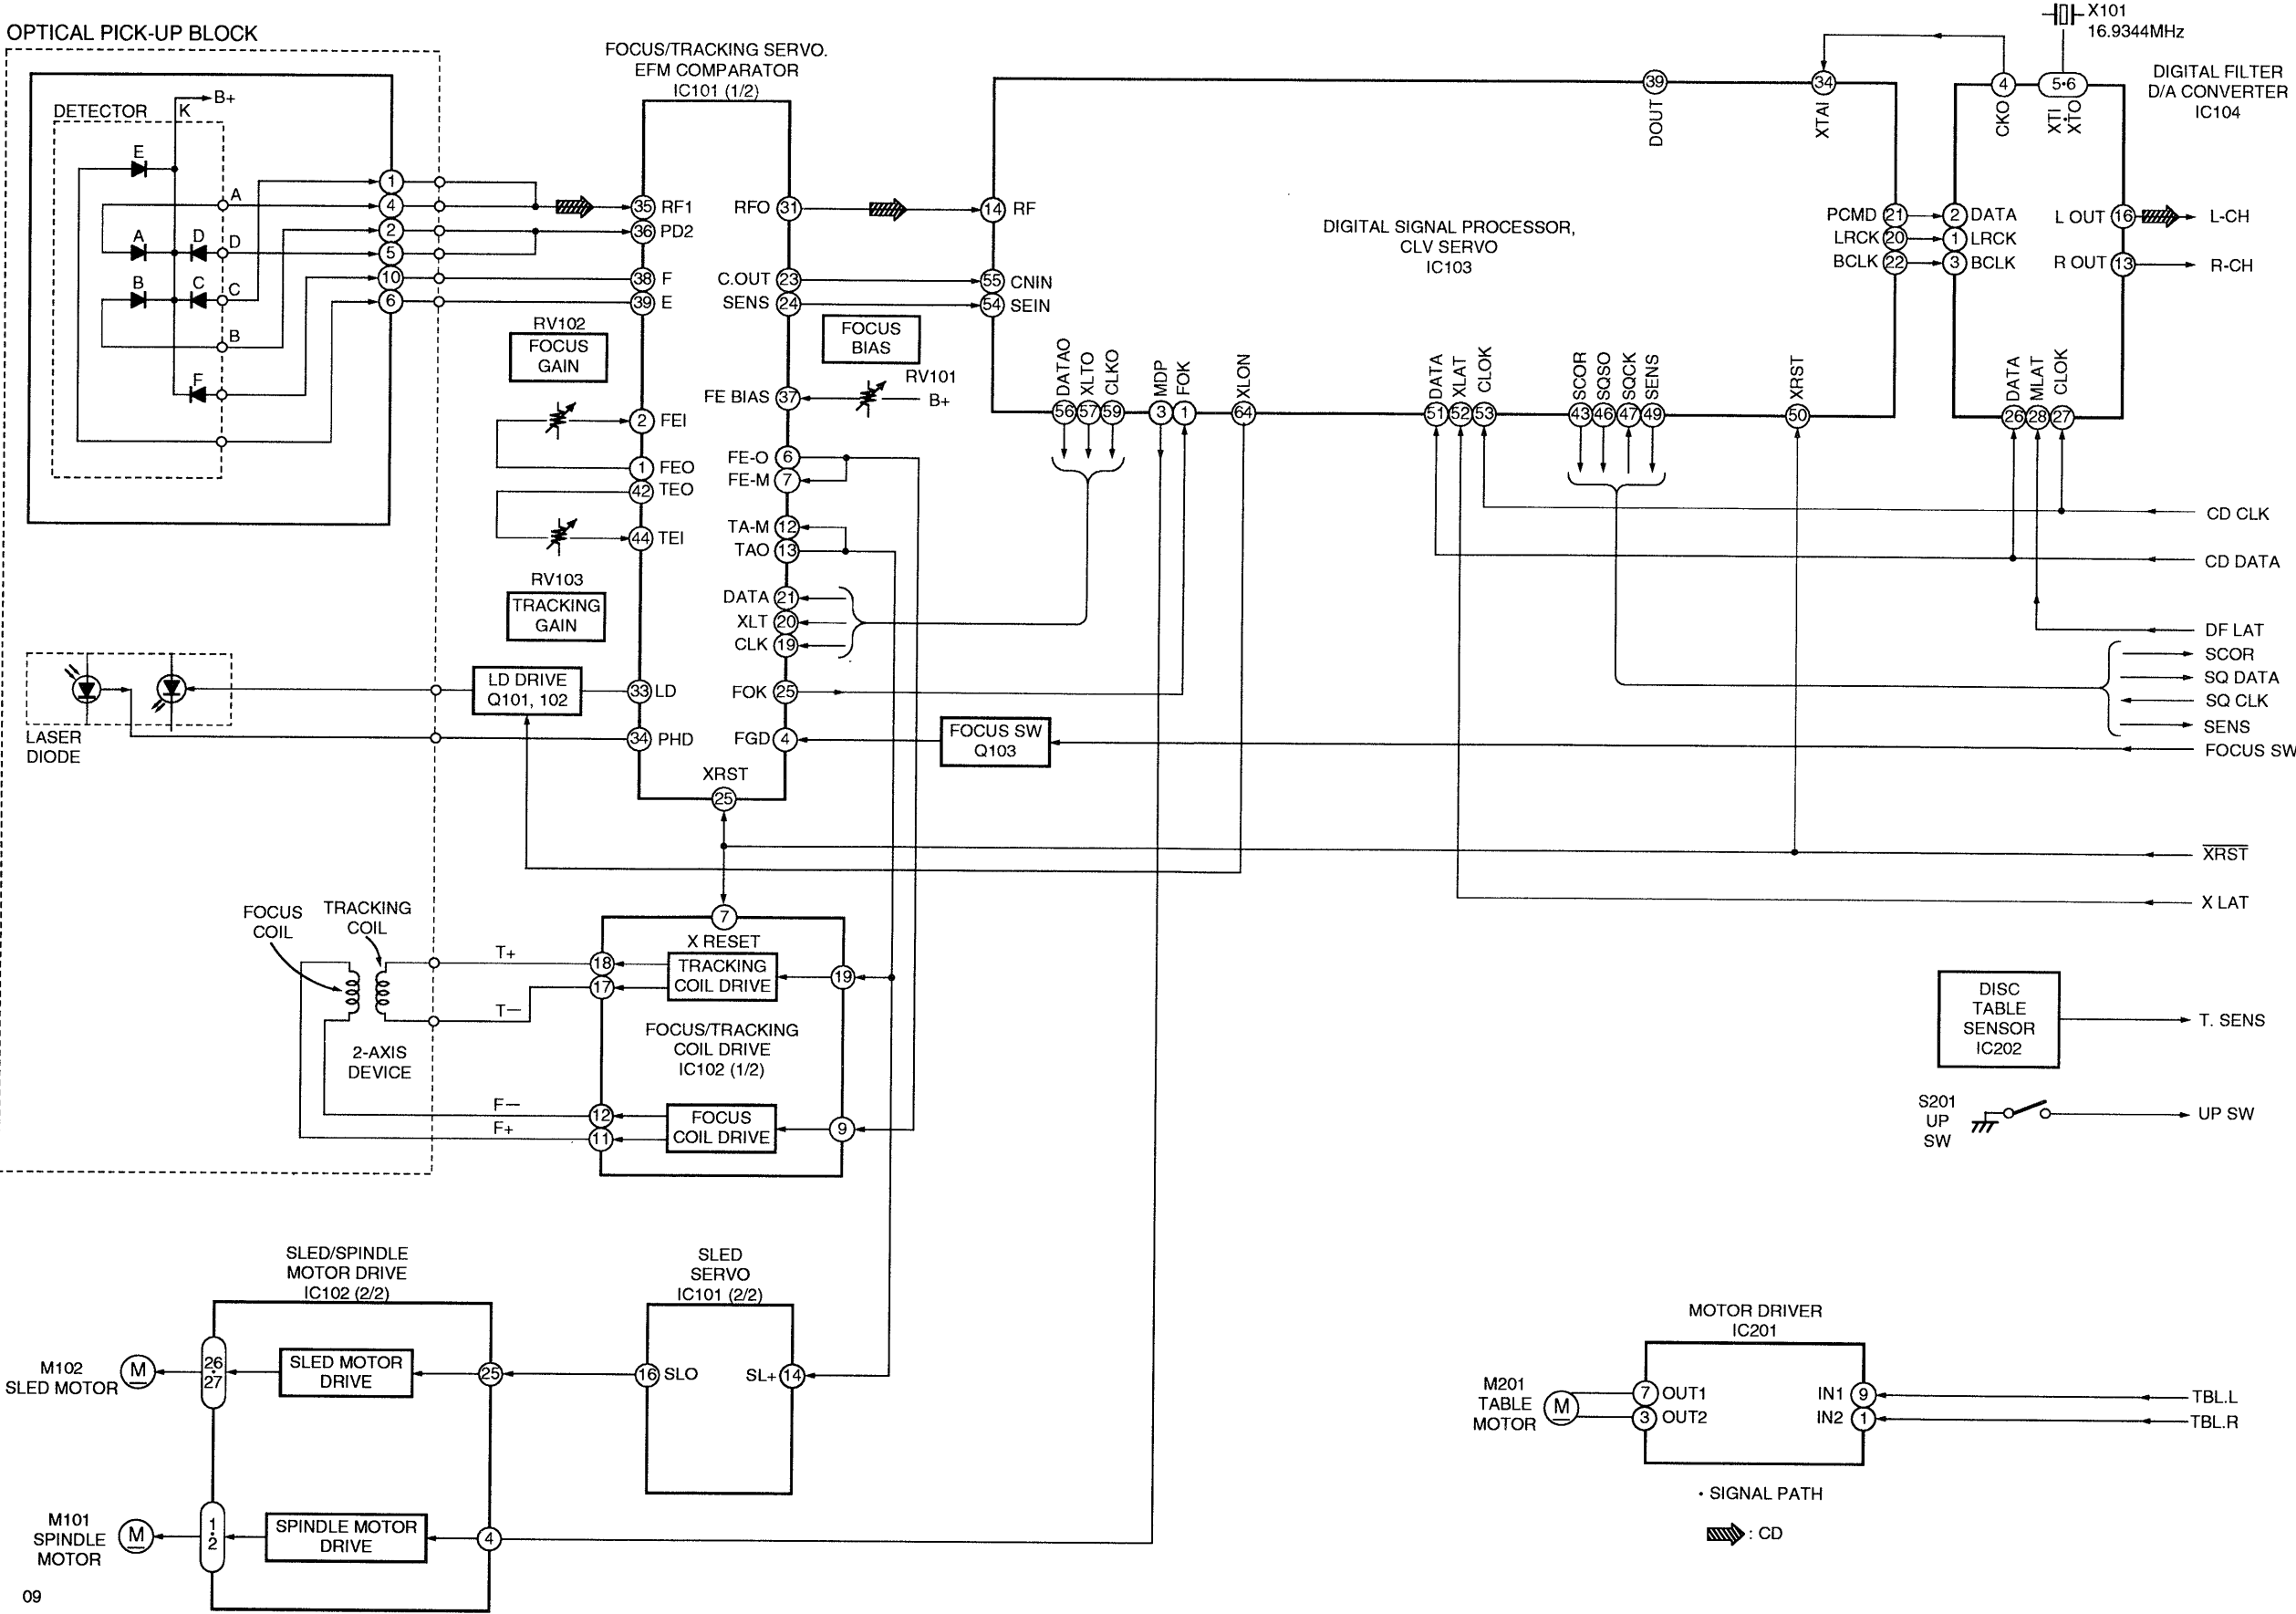 OPTICAL PICK-UP BLOCK
DETECTOR
K
B+
E
A
A
D
D
B
C
C
B
F
1
4
2
5
10
6
FOCUS/TRACKING SERVO.
EFM COMPARATOR
IC101 (1/2)
35 RF1
36 PD2
38 F
39 E
RV102
FOCUS
GAIN
2 FEI
1 FEO
42 TEO
44 TEI
RV103
TRACKING
GAIN
LD DRIVE
Q101, 102
33 LD
34 PHD
LASER
DIODE
RFO 31
C.OUT 23
SENS 24
FOCUS
BIAS
RV101
B+
FE BIAS 37
FE-O 6
FE-M 7
TA-M 12
TAO 13
DATA 21
XLT 20
CLK 19
FOK 25
FGD 4
XRST
25
FOCUS SW
Q103
DIGITAL SIGNAL PROCESSOR,
CLV SERVO
IC103
14 RF
55 CNIN
54 SEIN
39
DOUT
34
XTAI
PCMD 21
LRCK 20
BCLK 22
DATAO
XLTO
CLKO
MDP
FOK
XLON
DATA
XLAT
CLOK
SCOR
SQSO
SQCK
SENS
XRST
56 57 59 3 1 64 51 52 53 43 46 47 49 50
X101
16.9344MHz
DIGITAL FILTER
D/A CONVERTER
IC104
4
5•6
CKO
XTI•XTO
2 DATA
1 LRCK
3 BCLK
L OUT 16
L-CH
R OUT 13
R-CH
DATA
MLAT
CLOK
26 28 27
CD CLK
CD DATA
DF LAT
SCOR
SQ DATA
SQ CLK
SENS
FOCUS SW
XRST
X LAT
FOCUS
COIL
TRACKING
COIL
2-AXIS
DEVICE
T+
T−
F−
F+
7
X RESET
18
17
TRACKING
COIL DRIVE
19
FOCUS/TRACKING
COIL DRIVE
IC102 (1/2)
12
11
FOCUS
COIL DRIVE
9
DISC
TABLE
SENSOR
IC202
T. SENS
S201
UP
SW
UP SW
SLED/SPINDLE
MOTOR DRIVE
IC102 (2/2)
M102
SLED MOTOR
M
26•27
SLED MOTOR
DRIVE
25
SLED
SERVO
IC101 (2/2)
16 SLO
SL+ 14
M101
SPINDLE
MOTOR
M
1•2
SPINDLE MOTOR
DRIVE
4
MOTOR DRIVER
IC201
M201
TABLE
MOTOR
M
7 OUT1
3 OUT2
IN1 9
IN2 1
TBL.L
TBL.R
• SIGNAL PATH
: CD
09